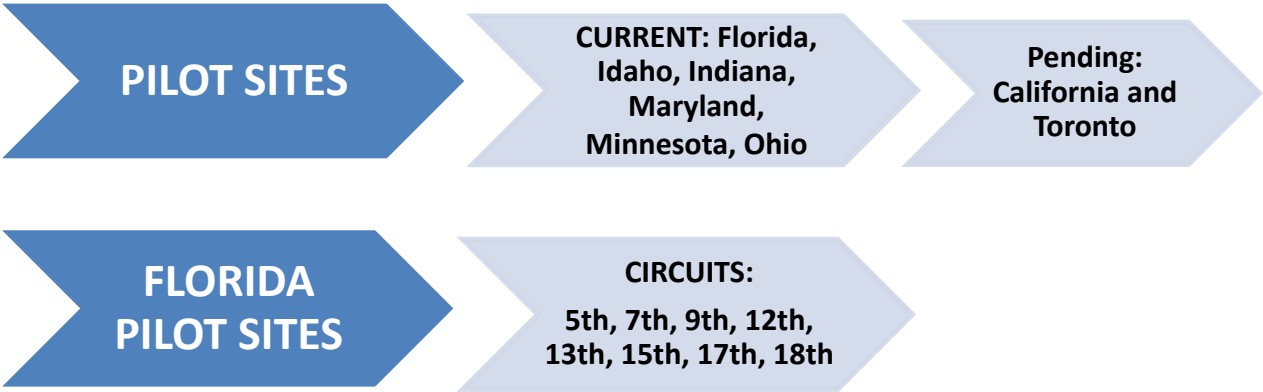 PILOT SITES
CURRENT: Florida,
Idaho, Indiana,
Maryland,
Minnesota, Ohio
Pending:
California and
Toronto
FLORIDA
PILOT SITES
CIRCUITS:
5th, 7th, 9th, 12th,
13th, 15th, 17th, 18th